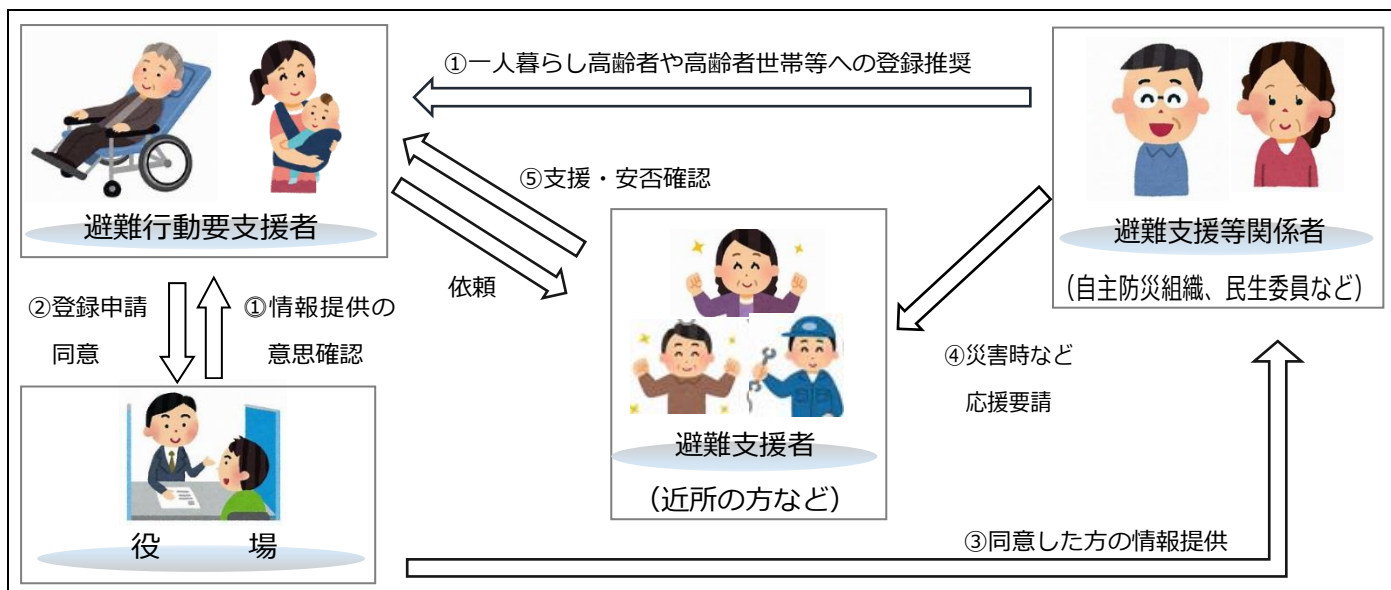 ①一人暮らし高齢者や高齢者世帯等への登録推奨
避難行動要支援者
⑤支援・安否確認
依頼
避難支援等関係者
(自主防災組織、民生委員など)
②登録申請
同意
①情報提供の
意思確認
④災害時など
応援要請
避難支援者
(近所の方など)
役 場
③同意した方の情報提供